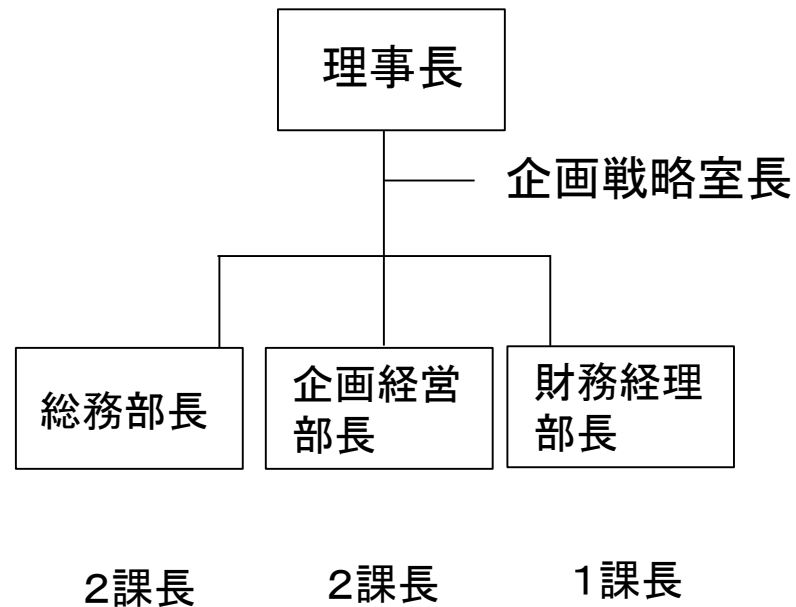 理事長
企画戦略室長
総務部長
企画経営
部長
財務経理
部長
２課長
２課長
１課長